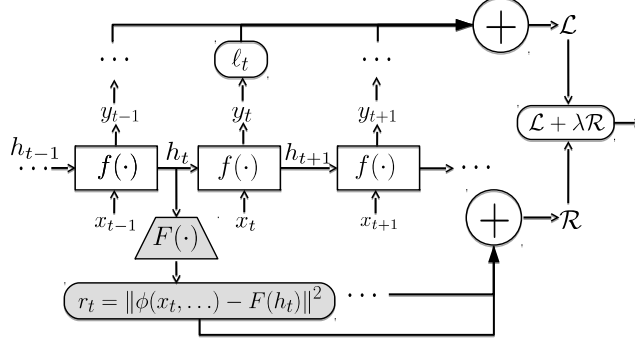 + ℒ
··· ℓ_t ···
y_{t-1} y_t y_{t+1}
ℒ + λℛ
h_{t-1} h_t h_{t+1}
··· f(·) f(·) f(·) ···
x_{t-1} x_t x_{t+1} + ℛ
F(·)
r_t = ‖ϕ(x_t, …) − F(h_t)‖² ···